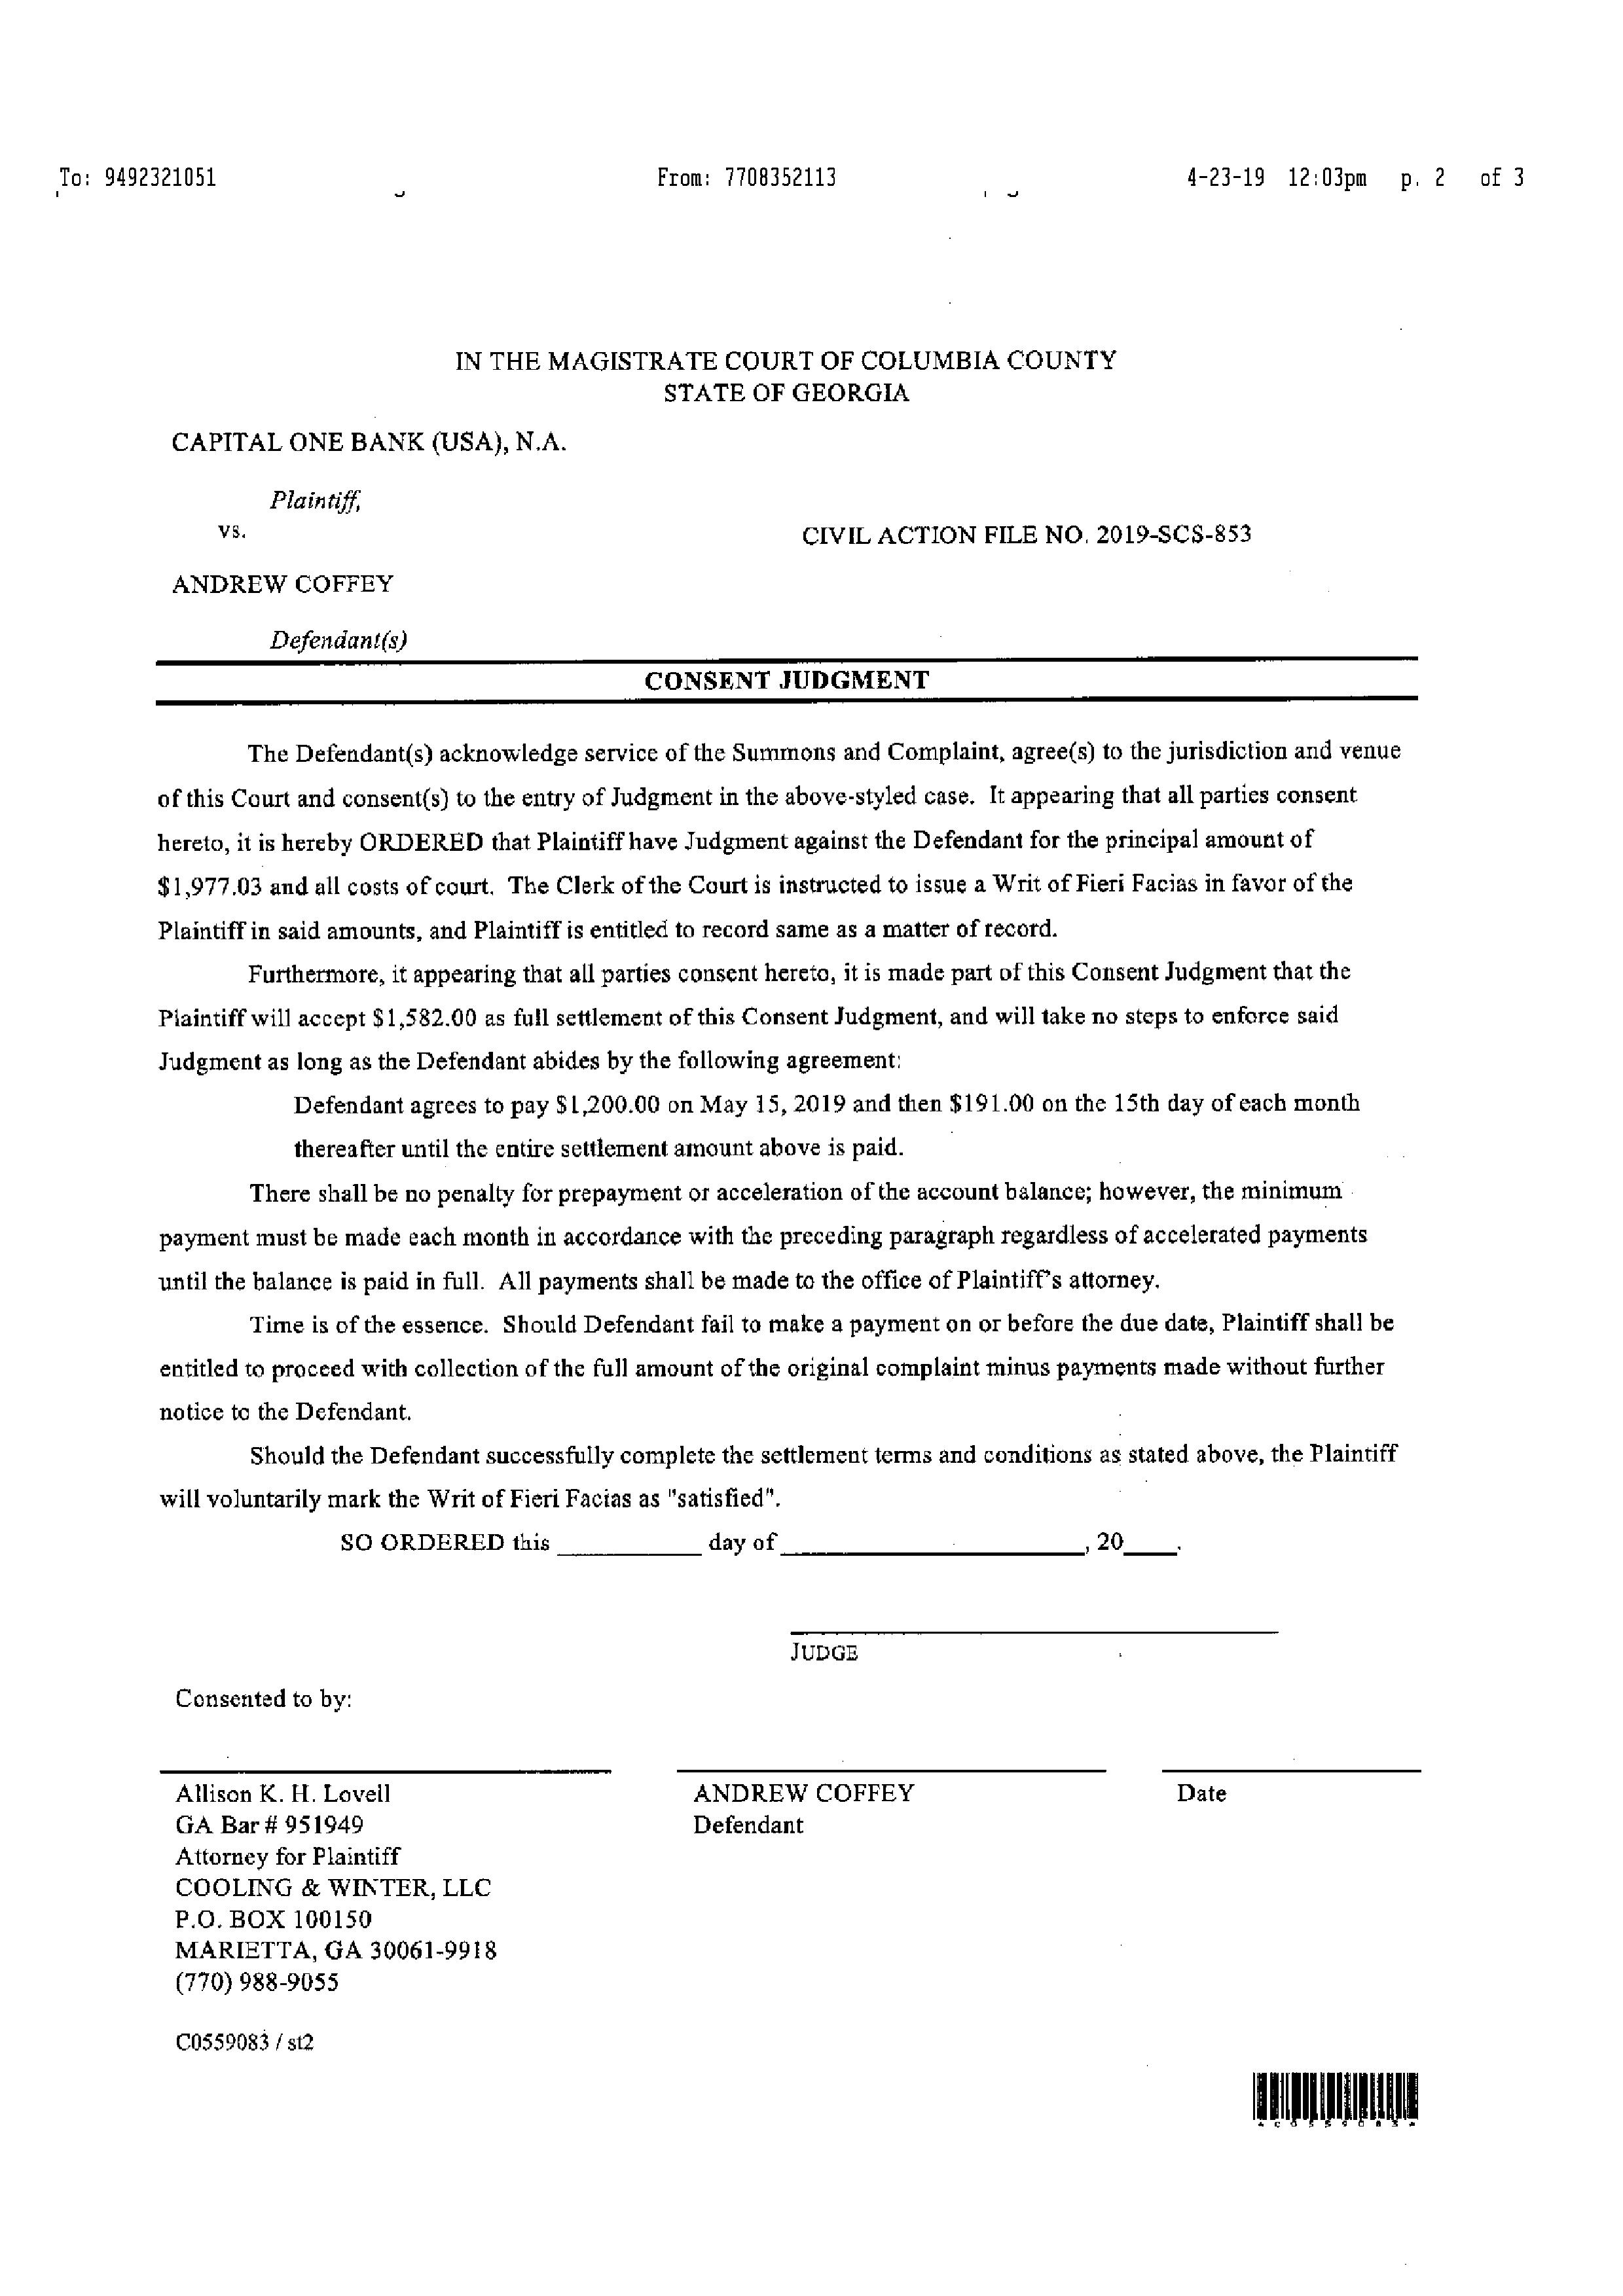 To: 9492321051 From: 7708352113 4-23-19 12:03pm p. 2 of 3
IN THE MAGISTRATE COURT OF COLUMBIA COUNTY
STATE OF GEORGIA
CAPITAL ONE BANK (USA), N.A.
Plaintiff,
vs.
CIVIL ACTION FILE NO. 2019-SCS-853
ANDREW COFFEY
Defendant(s)
CONSENT JUDGMENT
The Defendant(s) acknowledge service of the Summons and Complaint, agree(s) to the jurisdiction and venue
of this Court and consent(s) to the entry of Judgment in the above-styled case. It appearing that all parties consent
hereto, it is hereby ORDERED that Plaintiff have Judgment against the Defendant for the principal amount of
$1,977.03 and all costs of court. The Clerk of the Court is instructed to issue a Writ of Fieri Facias in favor of the
Plaintiff in said amounts, and Plaintiff is entitled to record same as a matter of record.
Furthermore, it appearing that all parties consent hereto, it is made part of this Consent Judgment that the
Plaintiff will accept $1,582.00 as full settlement of this Consent Judgment, and will take no steps to enforce said
Judgment as long as the Defendant abides by the following agreement:
Defendant agrees to pay $1,200.00 on May 15, 2019 and then $191.00 on the 15th day of each month
thereafter until the entire settlement amount above is paid.
There shall be no penalty for prepayment or acceleration of the account balance; however, the minimum
payment must be made each month in accordance with the preceding paragraph regardless of accelerated payments
until the balance is paid in full. All payments shall be made to the office of Plaintiff's attorney.
Time is of the essence. Should Defendant fail to make a payment on or before the due date, Plaintiff shall be
entitled to proceed with collection of the full amount of the original complaint minus payments made without further
notice to the Defendant.
Should the Defendant successfully complete the settlement terms and conditions as stated above, the Plaintiff
will voluntarily mark the Writ of Fieri Facias as "satisfied".
SO ORDERED this __________ day of _____________________, 20____.
JUDGE
Consented to by:
Allison K. H. Lovell
GA Bar # 951949
Attorney for Plaintiff
COOLING & WINTER, LLC
P.O. BOX 100150
MARIETTA, GA 30061-9918
(770) 988-9055
ANDREW COFFEY
Defendant
Date
C0559083 / st2
*C0559083*